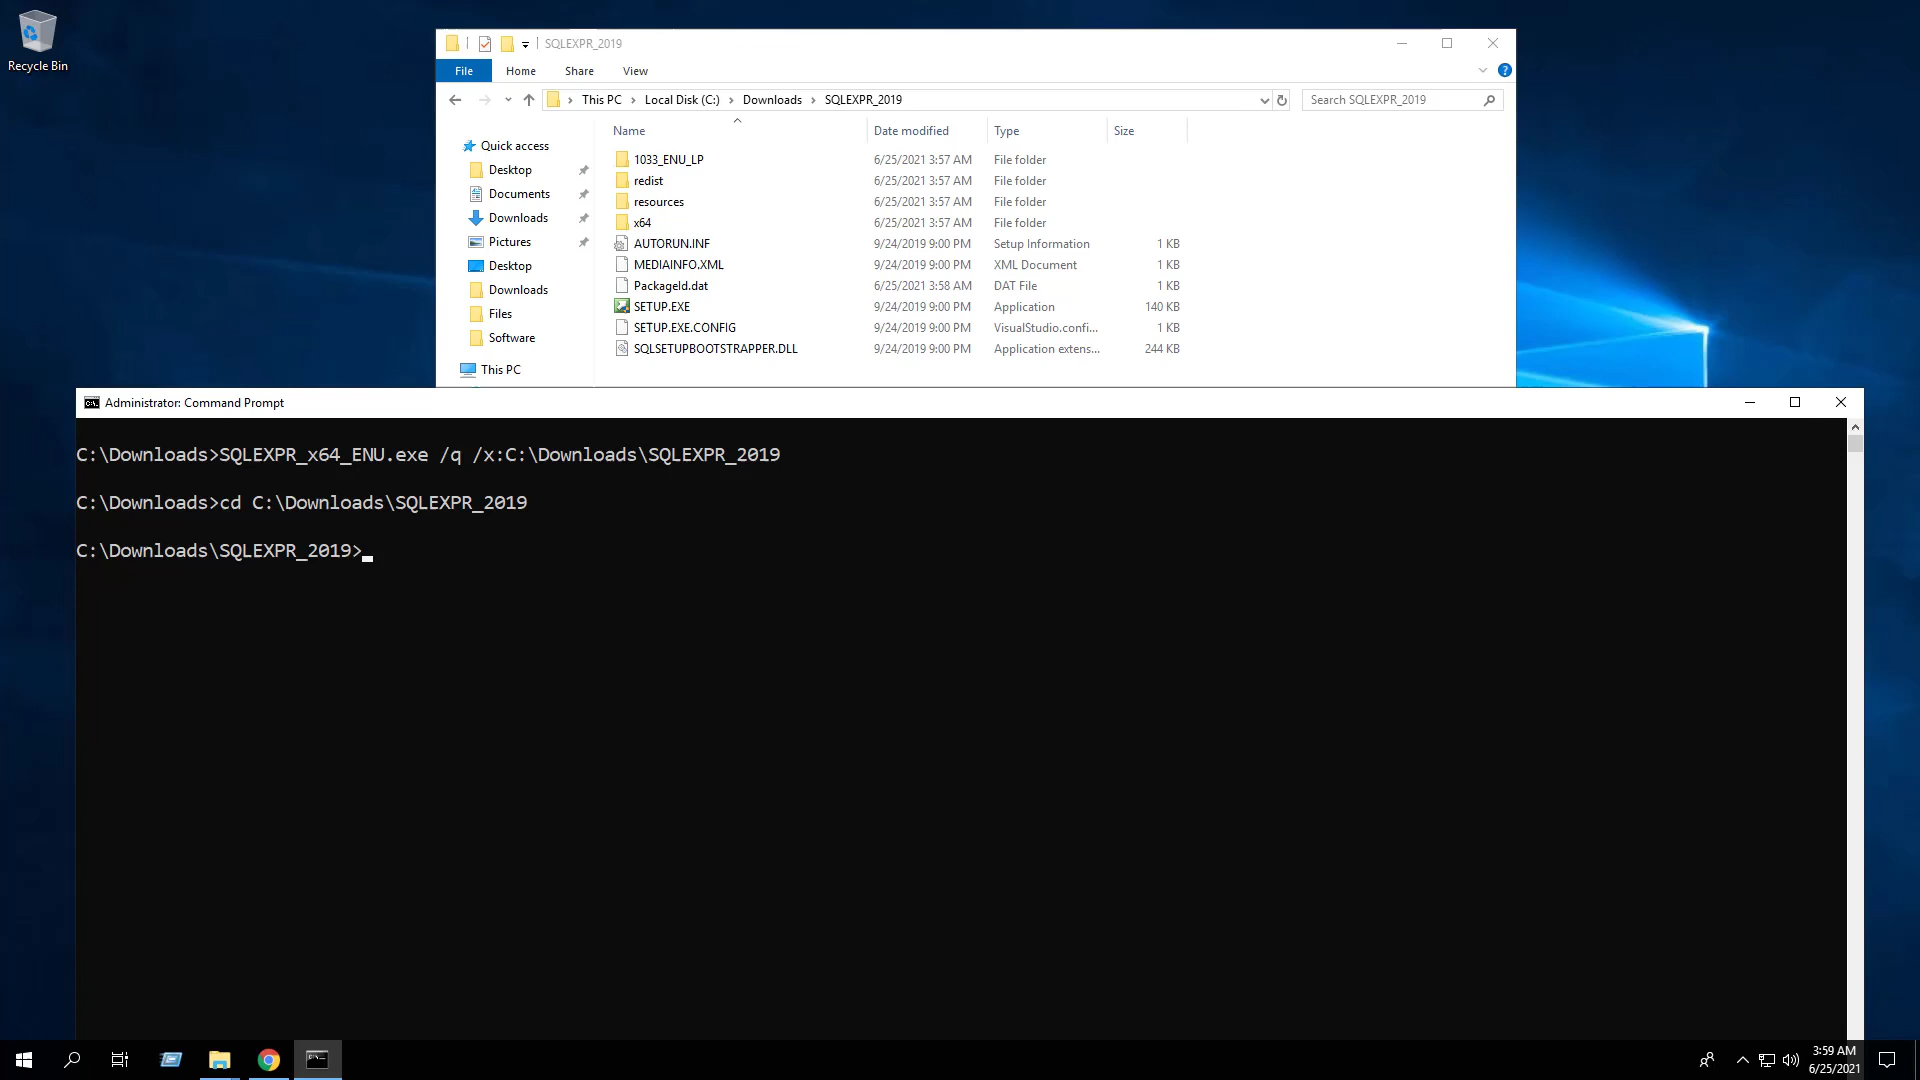 Recycle Bin
SQLEXPR_2019
File Home Share View
This PC Local Disk (C:) Downloads SQLEXPR_2019
Search SQLEXPR_2019
Name Date modified Type Size
Quick access
Desktop
Documents
Downloads
Pictures
Desktop
Downloads
Files
Software
This PC
1033_ENU_LP 6/25/2021 3:57 AM File folder
redist 6/25/2021 3:57 AM File folder
resources 6/25/2021 3:57 AM File folder
x64 6/25/2021 3:57 AM File folder
AUTORUN.INF 9/24/2019 9:00 PM Setup Information 1 KB
MEDIAINFO.XML 9/24/2019 9:00 PM XML Document 1 KB
PackageId.dat 6/25/2021 3:58 AM DAT File 1 KB
SETUP.EXE 9/24/2019 9:00 PM Application 140 KB
SETUP.EXE.CONFIG 9/24/2019 9:00 PM VisualStudio.confi... 1 KB
SQLSETUPBOOTSTRAPPER.DLL 9/24/2019 9:00 PM Application extens... 244 KB
Administrator: Command Prompt
C:\Downloads>SQLEXPR_x64_ENU.exe /q /x:C:\Downloads\SQLEXPR_2019
C:\Downloads>cd C:\Downloads\SQLEXPR_2019
C:\Downloads\SQLEXPR_2019>
3:59 AM
6/25/2021